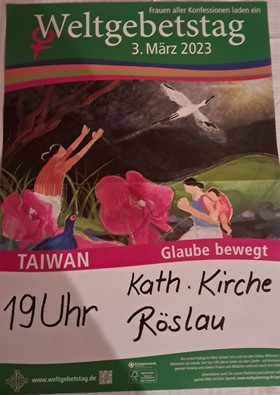 Frauen aller Konfessionen laden ein
Weltgebetstag
3. März 2023
TAIWAN
Glaube bewegt
19 Uhr
Kath. Kirche
Röslau
www.weltgebetstag.de